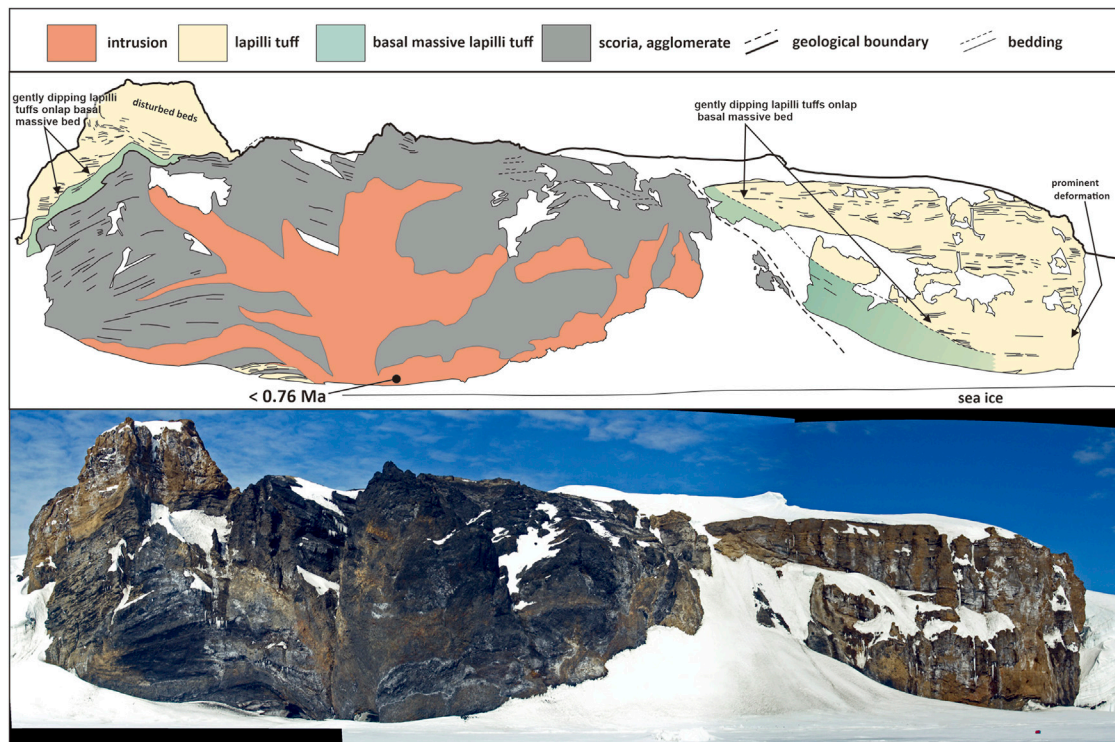 intrusion
lapilli tuff
basal massive lapilli tuff
scoria, agglomerate
geological boundary
bedding
gently dipping lapilli
tuffs onlap basal
massive bed
disturbed beds
gently dipping lapilli tuffs onlap
basal massive bed
prominent
deformation
< 0.76 Ma
sea ice